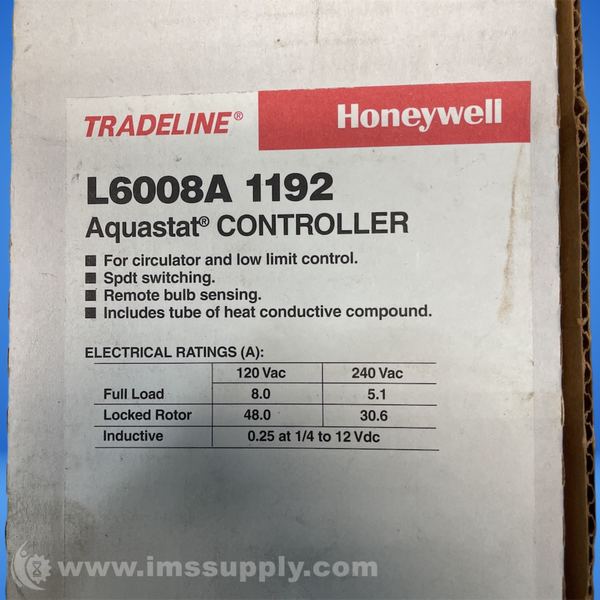 TRADELINE® Honeywell
L6008A 1192
Aquastat® CONTROLLER
■ For circulator and low limit control.
■ Spdt switching.
■ Remote bulb sensing.
■ Includes tube of heat conductive compound.
ELECTRICAL RATINGS (A):
120 Vac 240 Vac
Full Load 8.0 5.1
Locked Rotor 48.0 30.6
Inductive 0.25 at 1/4 to 12 Vdc
www.imssupply.com